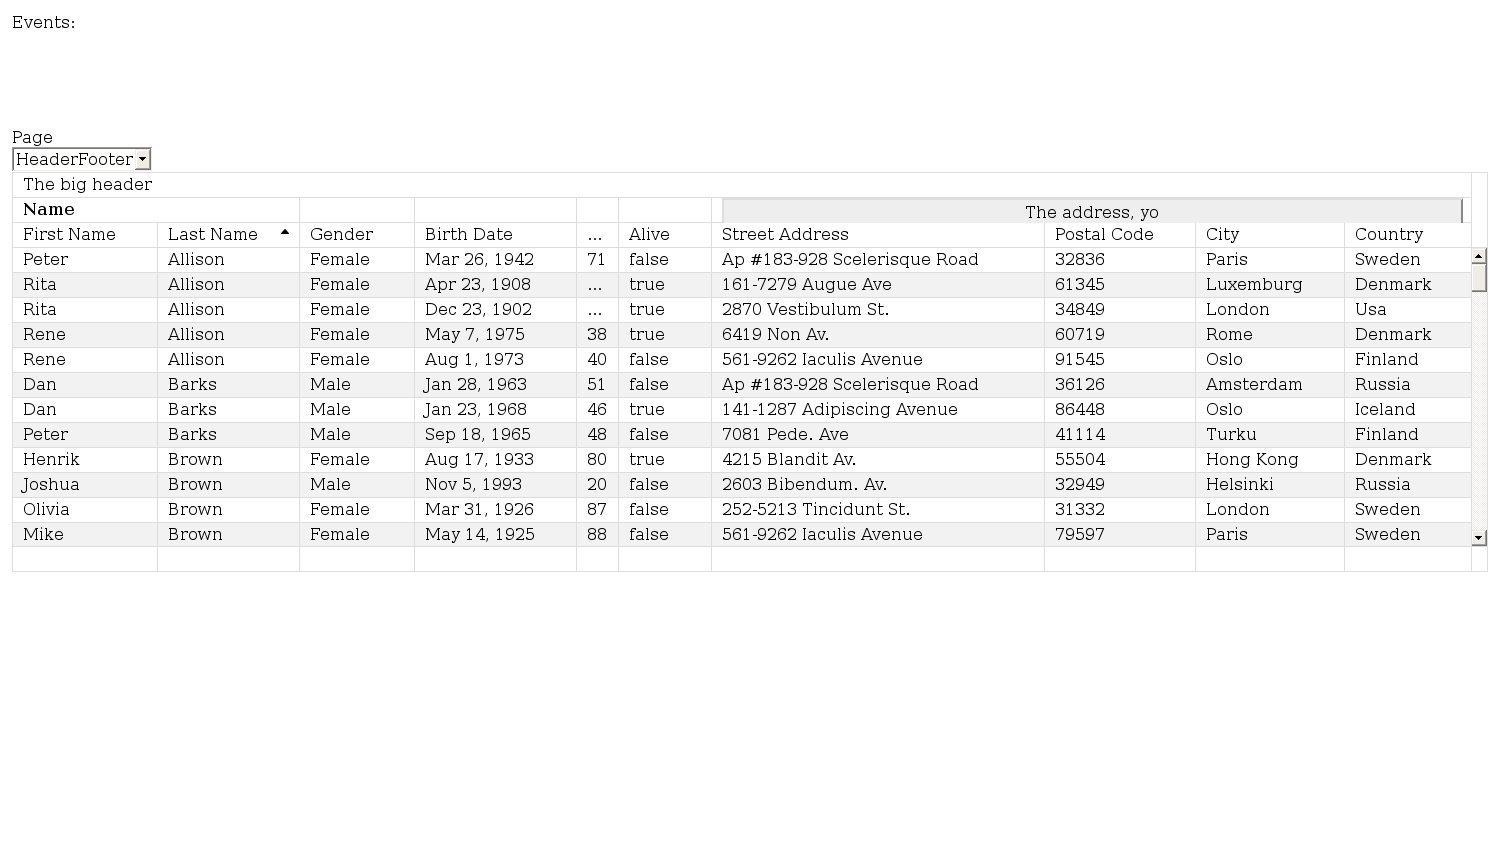 Events:
Page
HeaderFooter
The big header
Name The address, yo
First Name Last Name Gender Birth Date ... Alive Street Address Postal Code City Country
Peter Allison Female Mar 26, 1942 71 false Ap #183-928 Scelerisque Road 32836 Paris Sweden
Rita Allison Female Apr 23, 1908 ... true 161-7279 Augue Ave 61345 Luxemburg Denmark
Rita Allison Female Dec 23, 1902 ... true 2870 Vestibulum St. 34849 London Usa
Rene Allison Female May 7, 1975 38 true 6419 Non Av. 60719 Rome Denmark
Rene Allison Female Aug 1, 1973 40 false 561-9262 Iaculis Avenue 91545 Oslo Finland
Dan Barks Male Jan 28, 1963 51 false Ap #183-928 Scelerisque Road 36126 Amsterdam Russia
Dan Barks Male Jan 23, 1968 46 true 141-1287 Adipiscing Avenue 86448 Oslo Iceland
Peter Barks Male Sep 18, 1965 48 false 7081 Pede. Ave 41114 Turku Finland
Henrik Brown Female Aug 17, 1933 80 true 4215 Blandit Av. 55504 Hong Kong Denmark
Joshua Brown Male Nov 5, 1993 20 false 2603 Bibendum. Av. 32949 Helsinki Russia
Olivia Brown Female Mar 31, 1926 87 false 252-5213 Tincidunt St. 31332 London Sweden
Mike Brown Female May 14, 1925 88 false 561-9262 Iaculis Avenue 79597 Paris Sweden